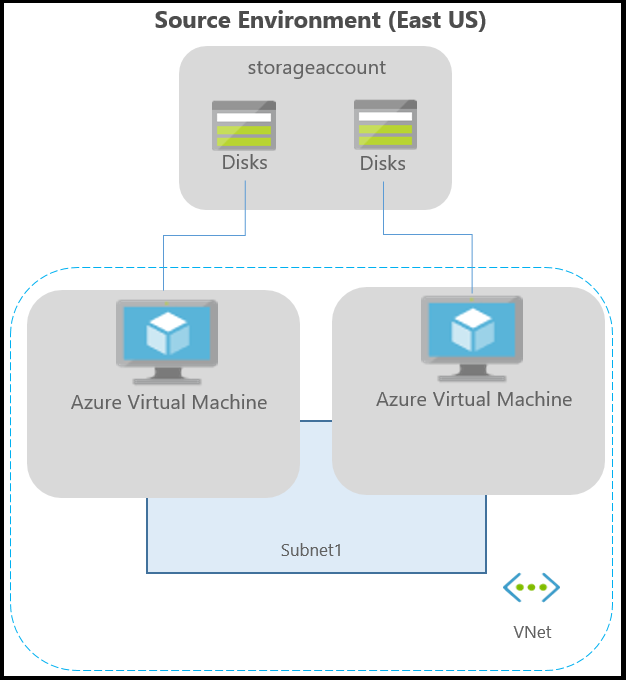 Source Environment (East US)
storageaccount
Disks
Disks
Azure Virtual Machine
Azure Virtual Machine
Subnet1
VNet